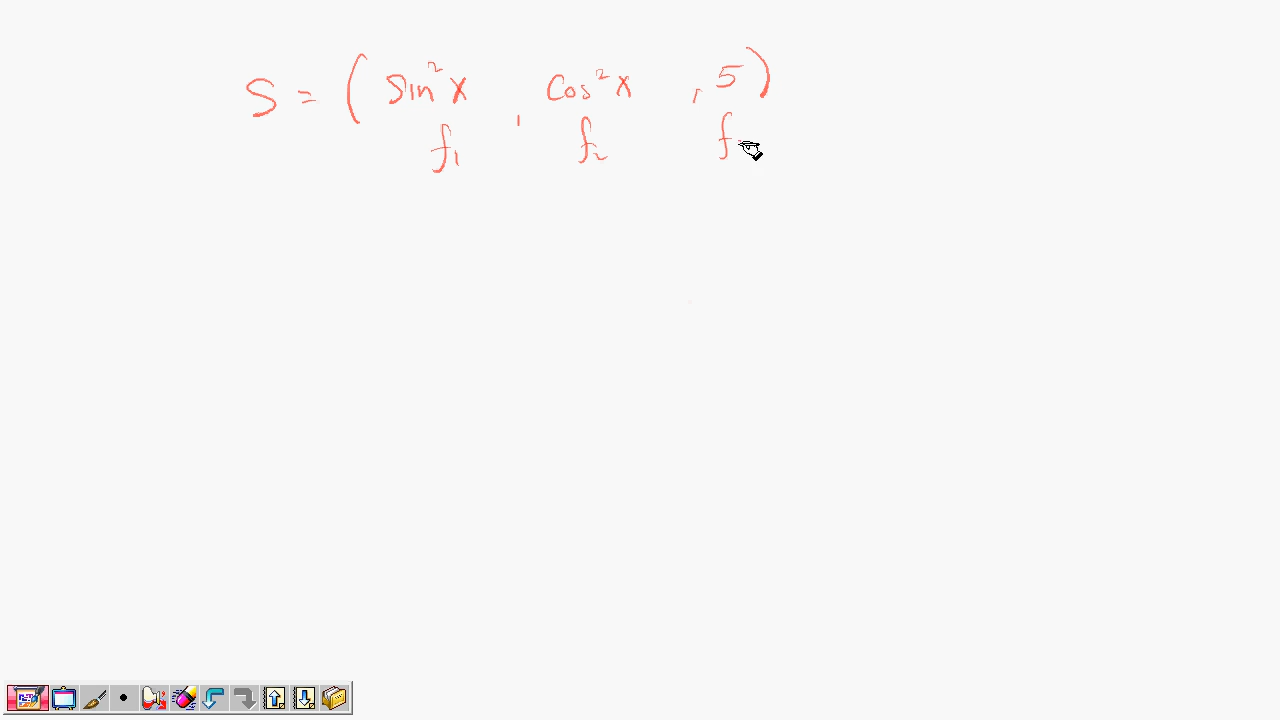 S = ( sin²x , cos²x , 5 )
f₁ f₂ f